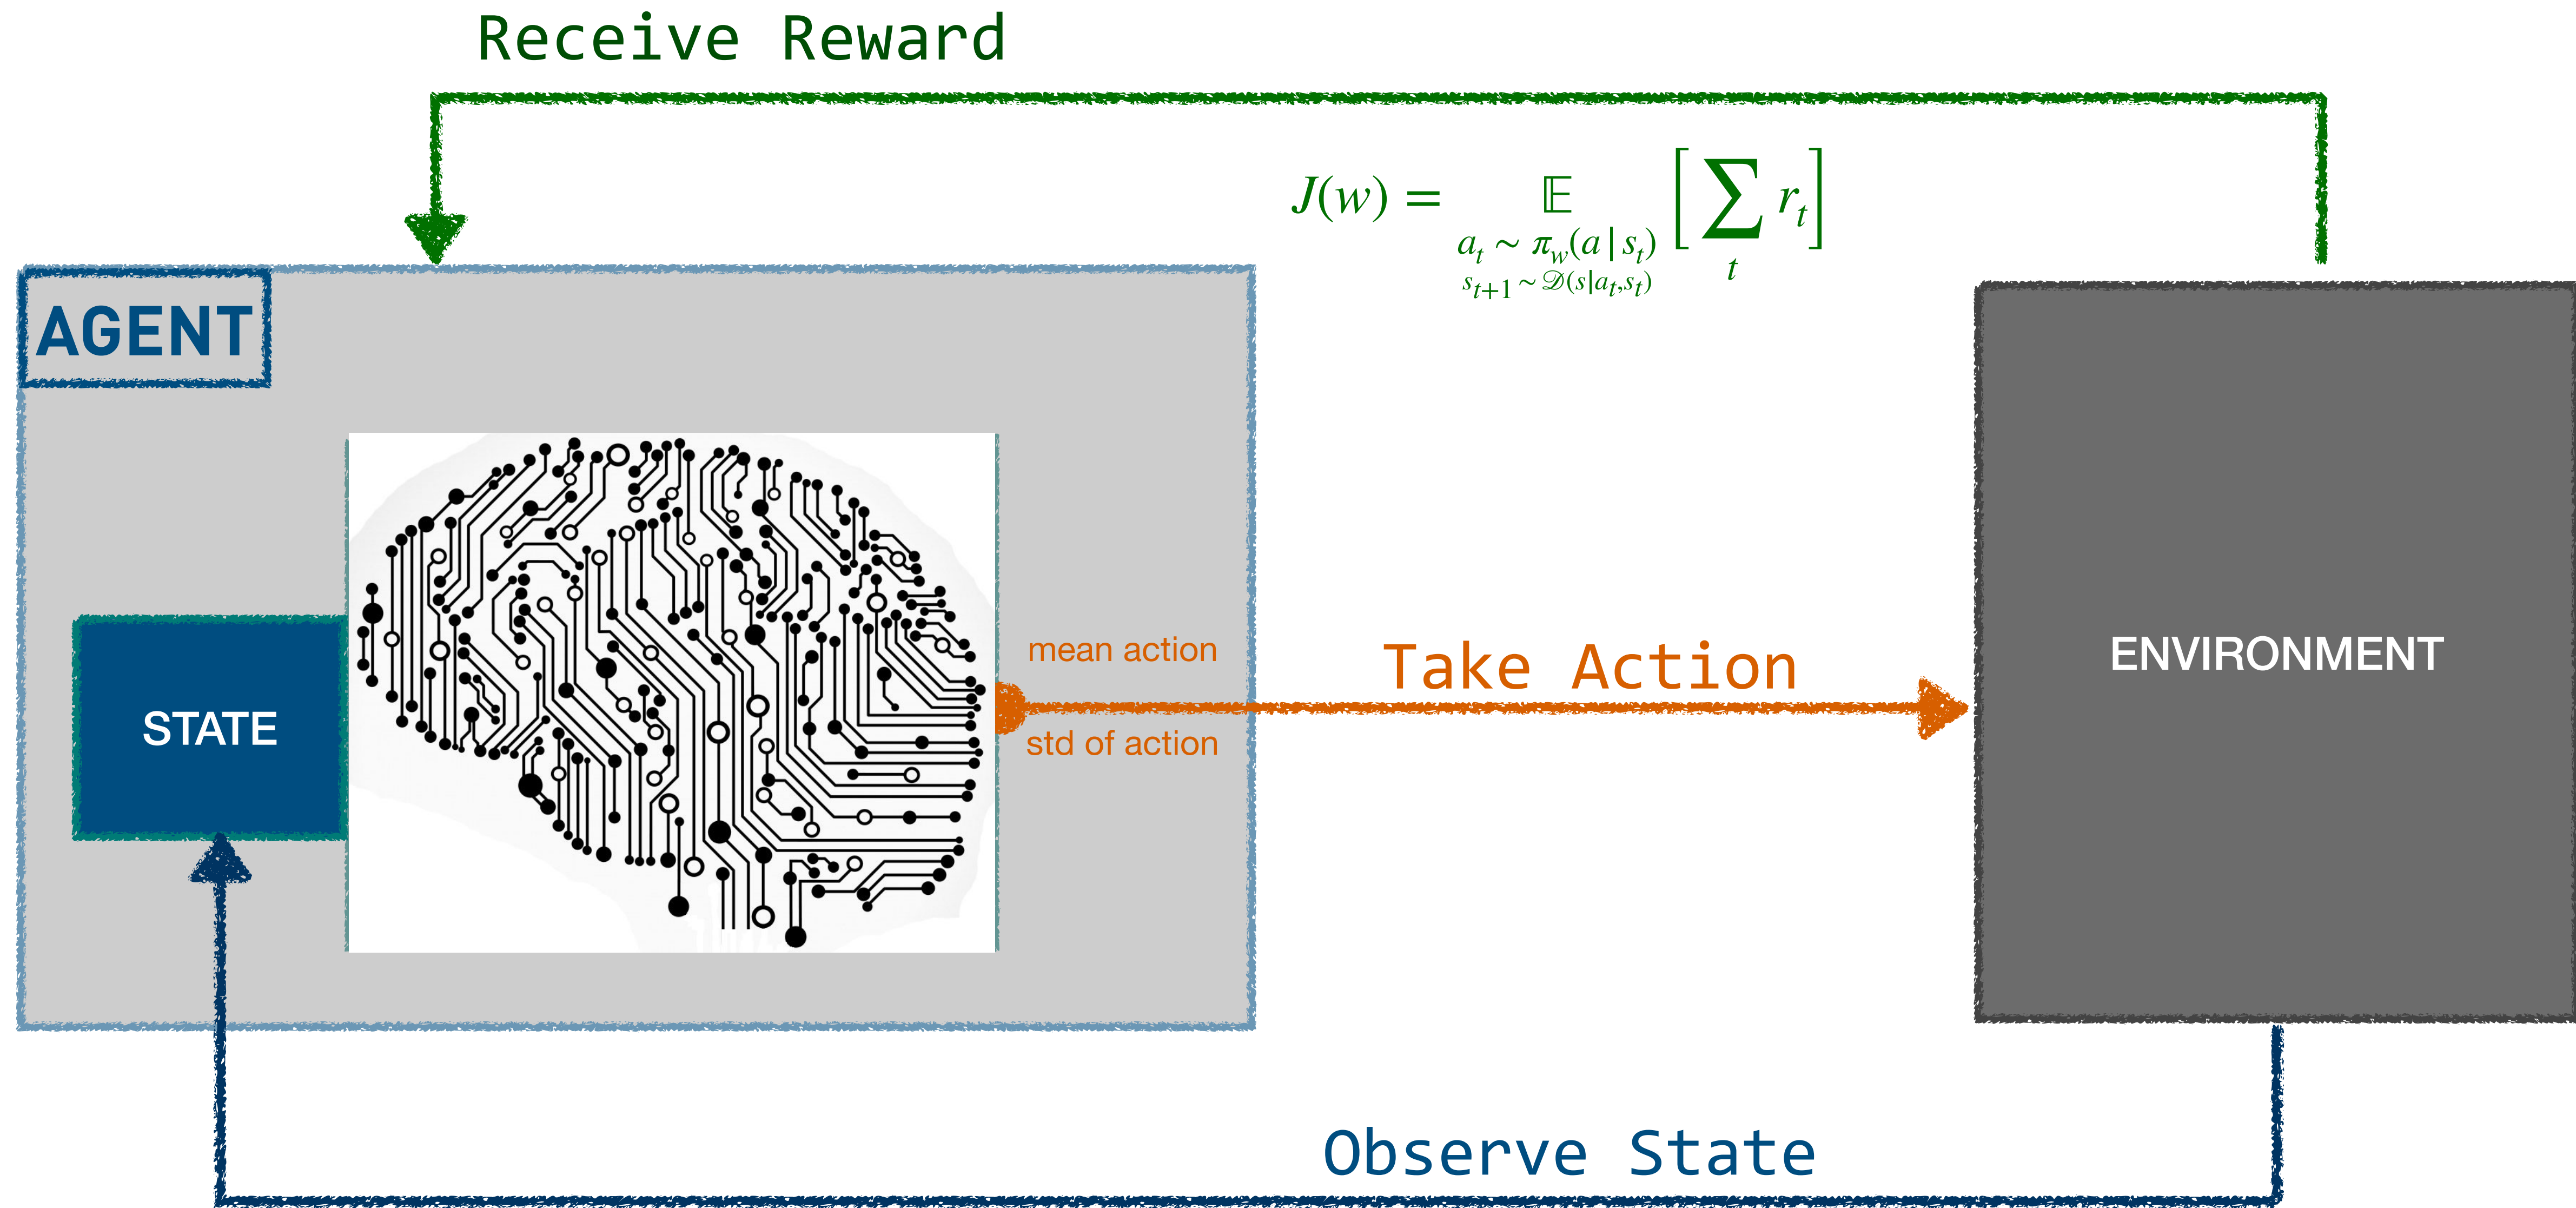 Receive Reward
J(w) = 𝔼 [ ∑ r_t ]
a_t ∼ π_w(a | s_t)
t
s_{t+1} ∼ 𝒟(s|a_t,s_t)
AGENT
mean action
Take Action
ENVIRONMENT
STATE
std of action
Observe State